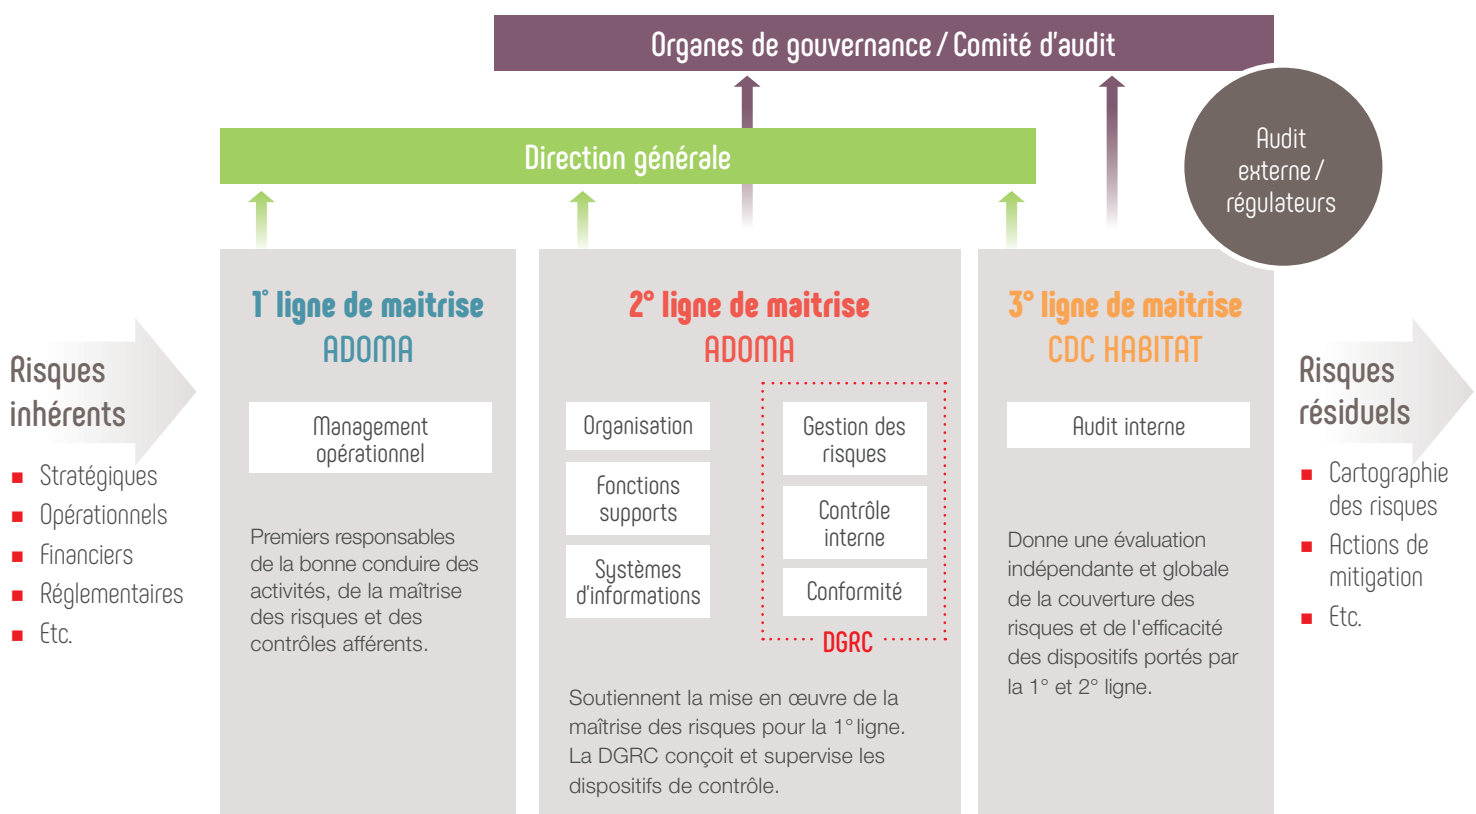 Organes de gouvernance / Comité d'audit
Audit
externe /
régulateurs
Direction générale
Risques
inhérents
■ Stratégiques
■ Opérationnels
■ Financiers
■ Réglementaires
■ Etc.
1° ligne de maitrise
ADOMA
Management
opérationnel
Premiers responsables
de la bonne conduire des
activités, de la maîtrise
des risques et des
contrôles afférents.
2° ligne de maitrise
ADOMA
Organisation
Fonctions
supports
Systèmes
d'informations
Gestion des
risques
Contrôle
interne
Conformité
DGRC
Soutiennent la mise en œuvre de la
maîtrise des risques pour la 1° ligne.
La DGRC conçoit et supervise les
dispositifs de contrôle.
3° ligne de maitrise
CDC HABITAT
Audit interne
Donne une évaluation
indépendante et globale
de la couverture des
risques et de l'efficacité
des dispositifs portés par
la 1° et 2° ligne.
Risques
résiduels
■ Cartographie
des risques
■ Actions de
mitigation
■ Etc.